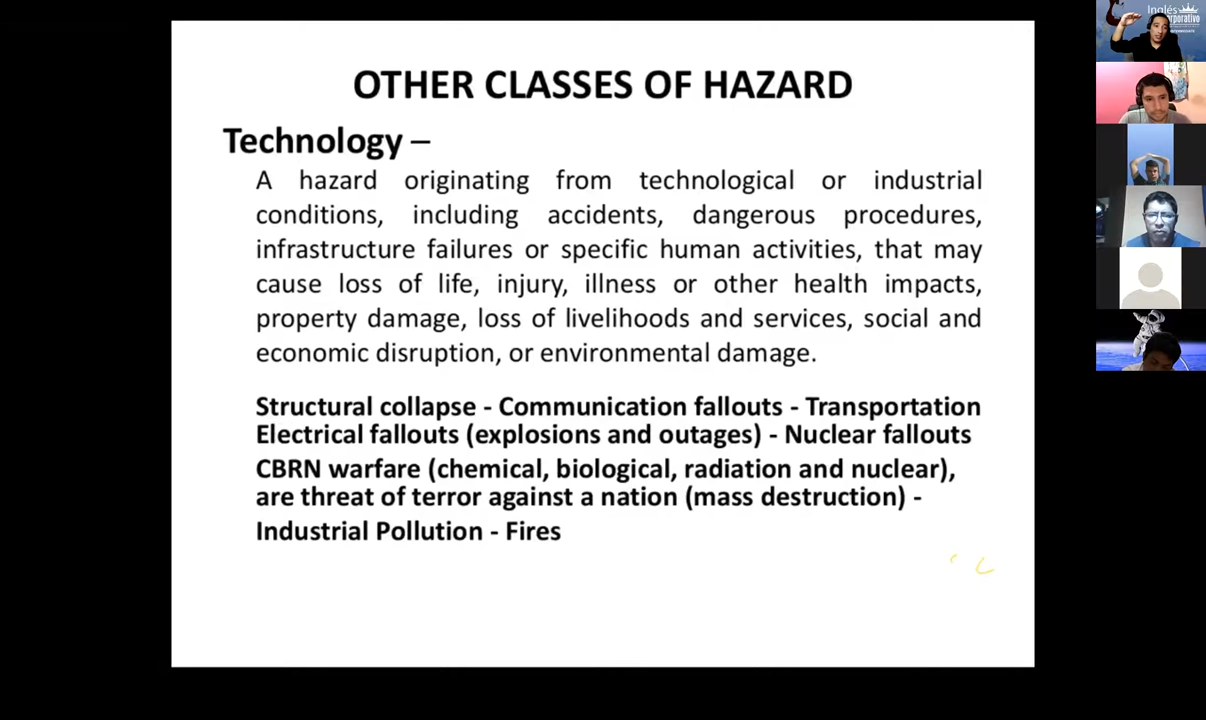 OTHER CLASSES OF HAZARD
Technology –
A hazard originating from technological or industrial
conditions, including accidents, dangerous procedures,
infrastructure failures or specific human activities, that may
cause loss of life, injury, illness or other health impacts,
property damage, loss of livelihoods and services, social and
economic disruption, or environmental damage.
Structural collapse - Communication fallouts - Transportation
Electrical fallouts (explosions and outages) - Nuclear fallouts
CBRN warfare (chemical, biological, radiation and nuclear),
are threat of terror against a nation (mass destruction) -
Industrial Pollution - Fires
Inglés